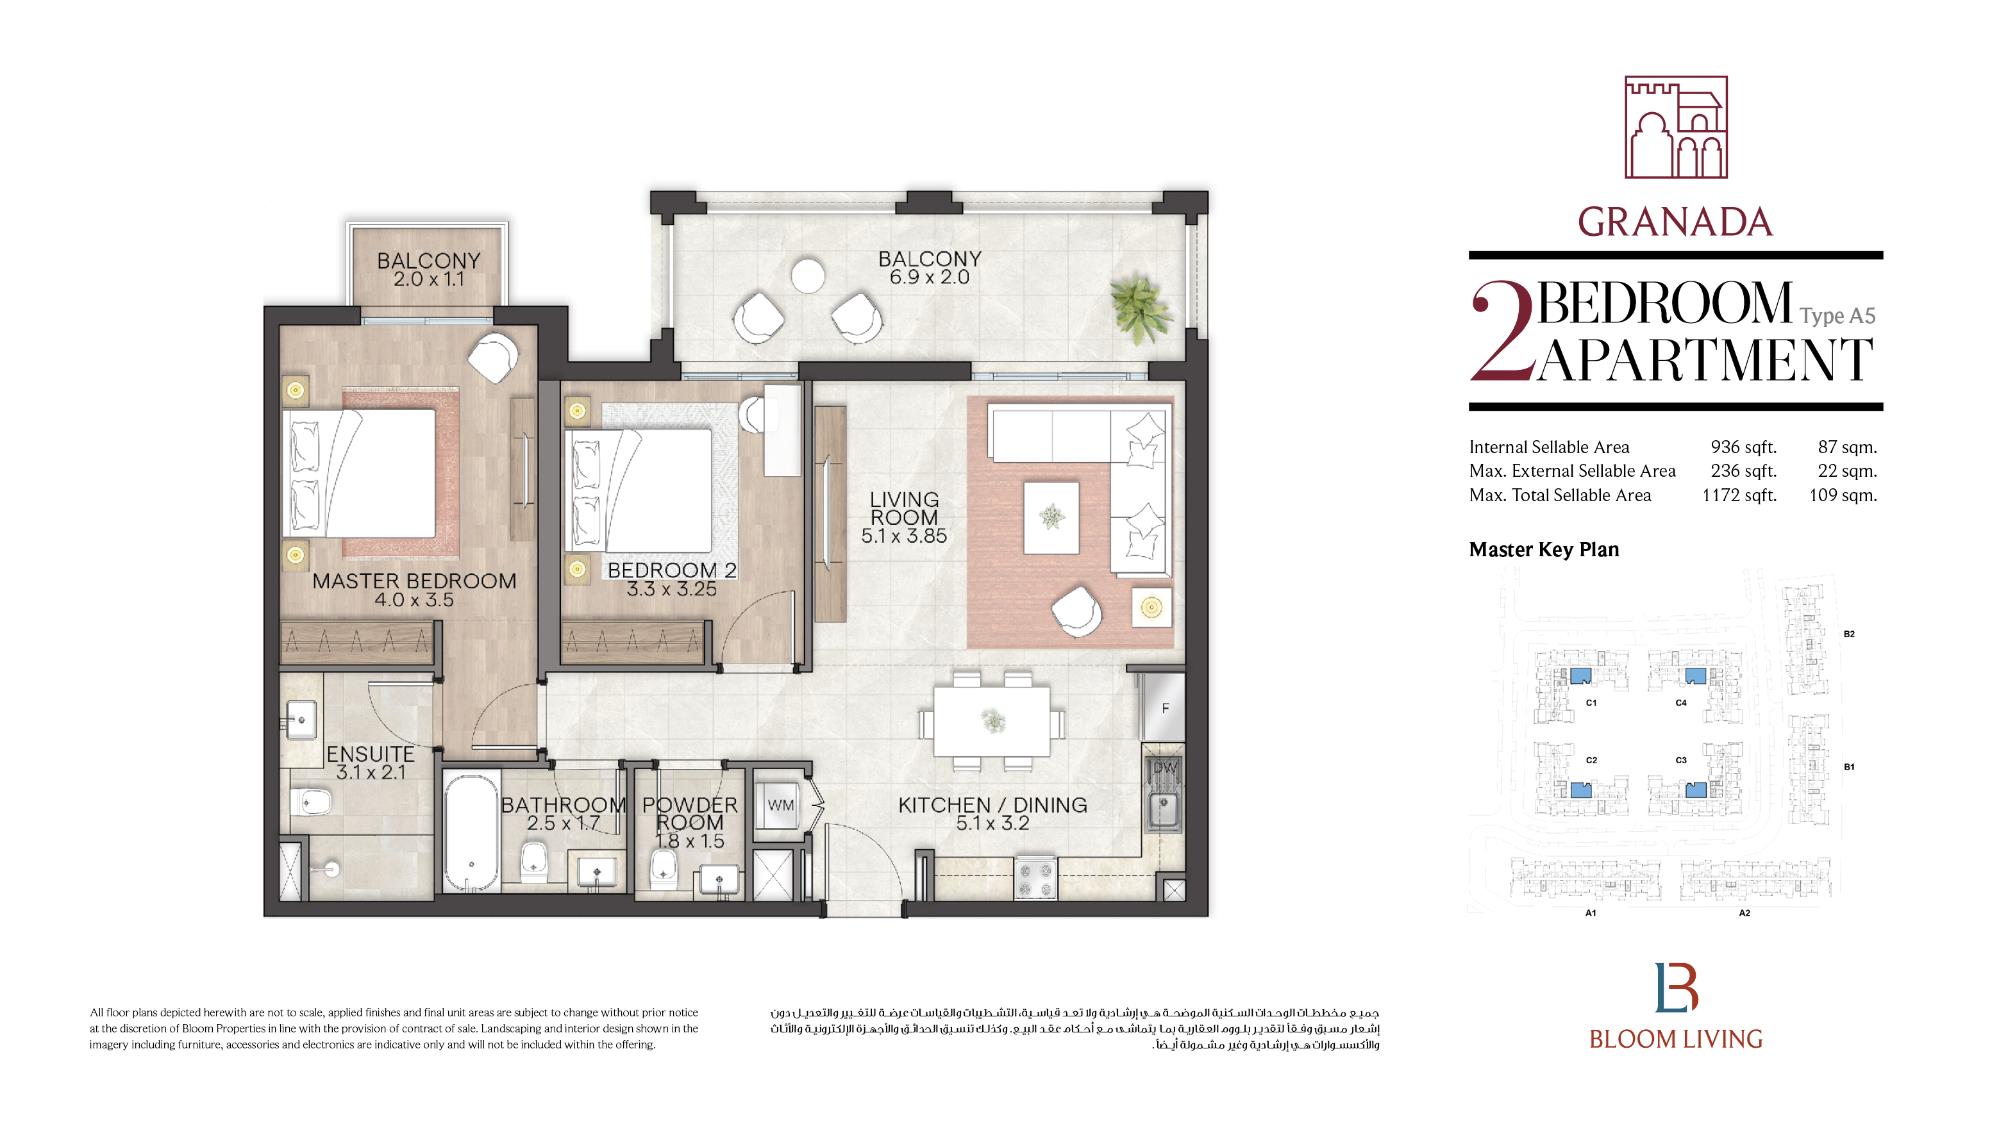 GRANADA
2 BEDROOM Type A5
APARTMENT
Internal Sellable Area 936 sqft. 87 sqm.
Max. External Sellable Area 236 sqft. 22 sqm.
Max. Total Sellable Area 1172 sqft. 109 sqm.
Master Key Plan
B2
C1
C4
C2
C3
B1
A1
A2
BLOOM LIVING
BALCONY
2.0 x 1.1
BALCONY
6.9 x 2.0
MASTER BEDROOM
4.0 x 3.5
BEDROOM 2
3.3 x 3.25
LIVING
ROOM
5.1 x 3.85
ENSUITE
3.1 x 2.1
BATHROOM
2.5 x 1.7
POWDER
ROOM
1.8 x 1.5
WM
KITCHEN / DINING
5.1 x 3.2
F
DW
All floor plans depicted herewith are not to scale, applied finishes and final unit areas are subject to change without prior notice
at the discretion of Bloom Properties in line with the provision of contract of sale. Landscaping and interior design shown in the
imagery including furniture, accessories and electronics are indicative only and will not be included within the offering.
جميع مخططات الوحدات السكنية الموضحة هي إرشادية ولا تعد قياسية، التشطيبات والقياسات عرضة للتغيير والتعديل دون
إشعار مسبق وفقاً لتقدير بلووم العقارية بما يتماشى مع أحكام عقد البيع. وكذلك تنسيق الحدائق والأجهزة الإلكترونية والأثاث
والأكسسوارات هي إرشادية وغير مشمولة أيضاً.